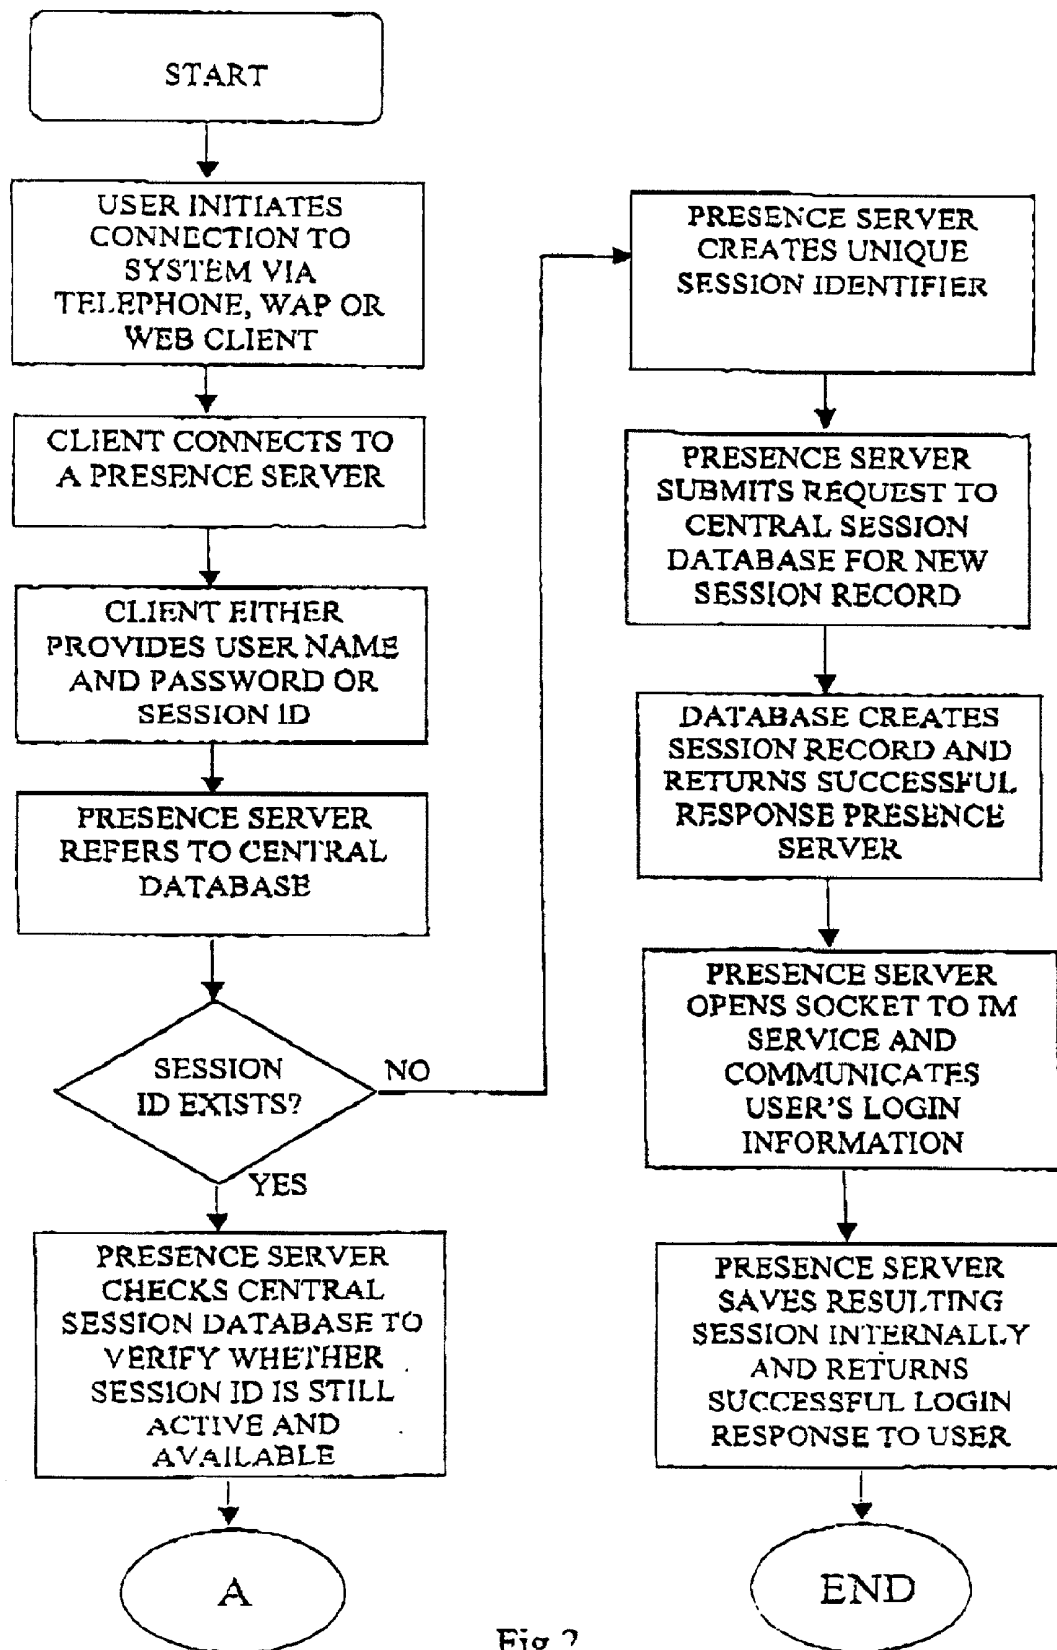 START
USER INITIATES
CONNECTION TO
SYSTEM VIA
TELEPHONE, WAP OR
WEB CLIENT
CLIENT CONNECTS TO
A PRESENCE SERVER
CLIENT EITHER
PROVIDES USER NAME
AND PASSWORD OR
SESSION ID
PRESENCE SERVER
REFERS TO CENTRAL
DATABASE
SESSION
ID EXISTS?
NO
YES
PRESENCE SERVER
CHECKS CENTRAL
SESSION DATABASE TO
VERIFY WHETHER
SESSION ID IS STILL
ACTIVE AND
AVAILABLE
A
PRESENCE SERVER
CREATES UNIQUE
SESSION IDENTIFIER
PRESENCE SERVER
SUBMITS REQUEST TO
CENTRAL SESSION
DATABASE FOR NEW
SESSION RECORD
DATABASE CREATES
SESSION RECORD AND
RETURNS SUCCESSFUL
RESPONSE PRESENCE
SERVER
PRESENCE SERVER
OPENS SOCKET TO IM
SERVICE AND
COMMUNICATES
USER'S LOGIN
INFORMATION
PRESENCE SERVER
SAVES RESULTING
SESSION INTERNALLY
AND RETURNS
SUCCESSFUL LOGIN
RESPONSE TO USER
END
Fig 2